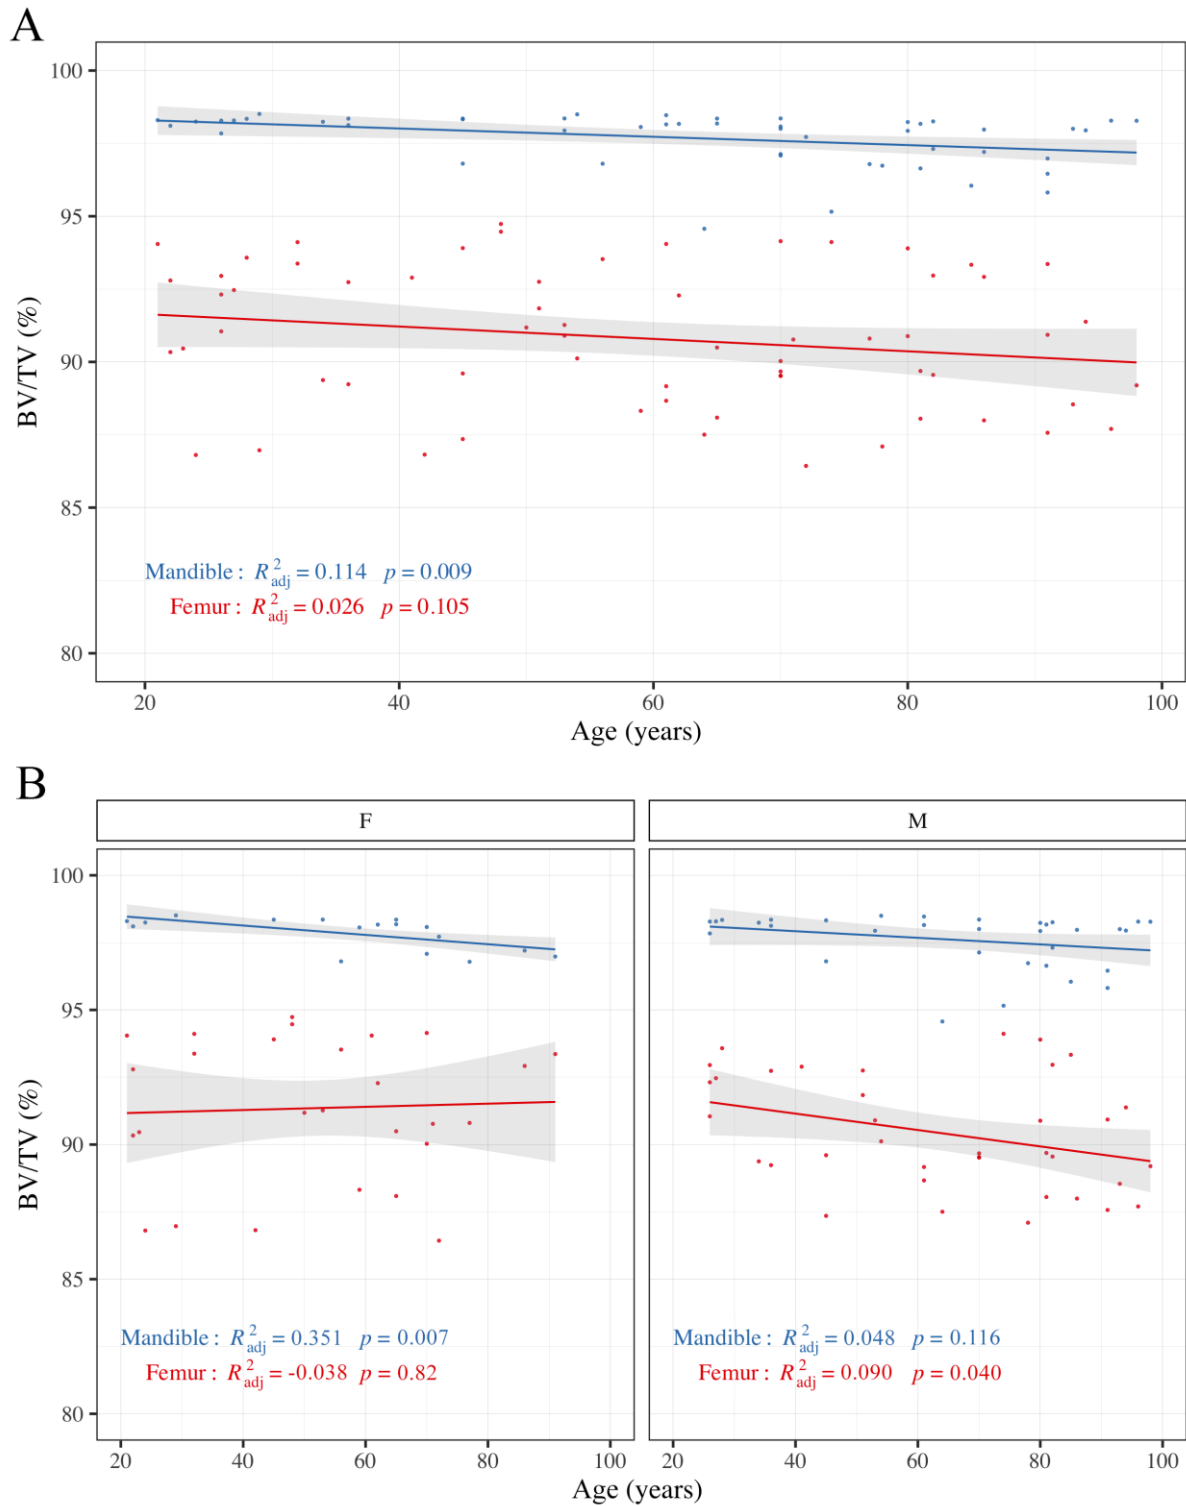 A
100
95
90
85
80
BV/TV (%)
Mandible : R²adj = 0.114 p = 0.009
Femur : R²adj = 0.026 p = 0.105
20 40 60 80 100
Age (years)
B
F M
100
95
90
85
80
BV/TV (%)
Mandible : R²adj = 0.351 p = 0.007
Femur : R²adj = -0.038 p = 0.82
Mandible : R²adj = 0.048 p = 0.116
Femur : R²adj = 0.090 p = 0.040
20 40 60 80 100
20 40 60 80 100
Age (years)